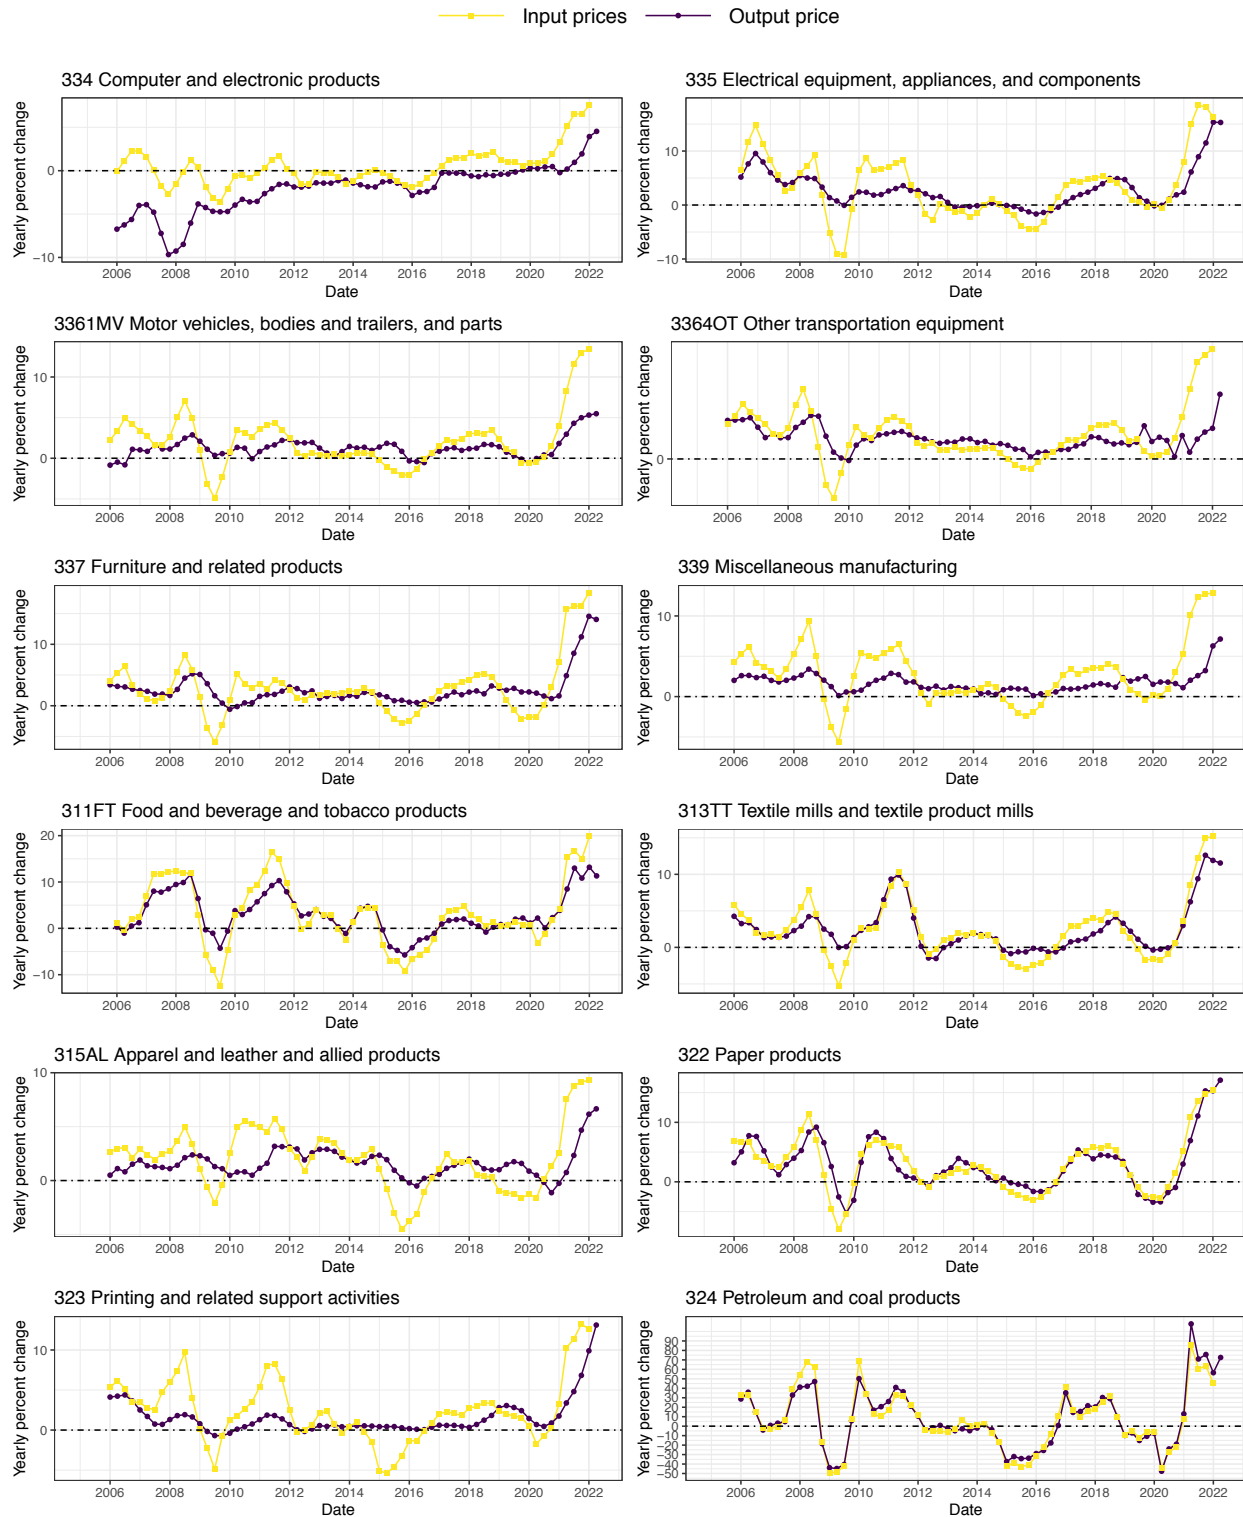 Input prices Output price
334 Computer and electronic products
Yearly percent change
0
−10
2006 2008 2010 2012 2014 2016 2018 2020 2022
Date
335 Electrical equipment, appliances, and components
Yearly percent change
10
0
−10
2006 2008 2010 2012 2014 2016 2018 2020 2022
Date
3361MV Motor vehicles, bodies and trailers, and parts
Yearly percent change
10
0
2006 2008 2010 2012 2014 2016 2018 2020 2022
Date
3364OT Other transportation equipment
Yearly percent change
0
2006 2008 2010 2012 2014 2016 2018 2020 2022
Date
337 Furniture and related products
Yearly percent change
10
0
2006 2008 2010 2012 2014 2016 2018 2020 2022
Date
339 Miscellaneous manufacturing
Yearly percent change
10
0
2006 2008 2010 2012 2014 2016 2018 2020 2022
Date
311FT Food and beverage and tobacco products
Yearly percent change
20
10
0
−10
2006 2008 2010 2012 2014 2016 2018 2020 2022
Date
313TT Textile mills and textile product mills
Yearly percent change
10
0
2006 2008 2010 2012 2014 2016 2018 2020 2022
Date
315AL Apparel and leather and allied products
Yearly percent change
10
0
2006 2008 2010 2012 2014 2016 2018 2020 2022
Date
322 Paper products
Yearly percent change
10
0
2006 2008 2010 2012 2014 2016 2018 2020 2022
Date
323 Printing and related support activities
Yearly percent change
10
0
2006 2008 2010 2012 2014 2016 2018 2020 2022
Date
324 Petroleum and coal products
Yearly percent change
90
80
70
60
50
40
30
20
10
0
−10
−20
−30
−40
−50
2006 2008 2010 2012 2014 2016 2018 2020 2022
Date